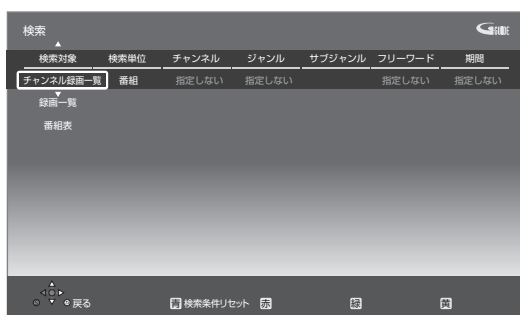 検索 GGUIDE
検索対象 検索単位 チャンネル ジャンル サブジャンル フリーワード 期間
チャンネル録画一覧 番組 指定しない 指定しない 指定しない 指定しない
録画一覧
番組表
戻る 青 検索条件リセット 赤 緑 黄